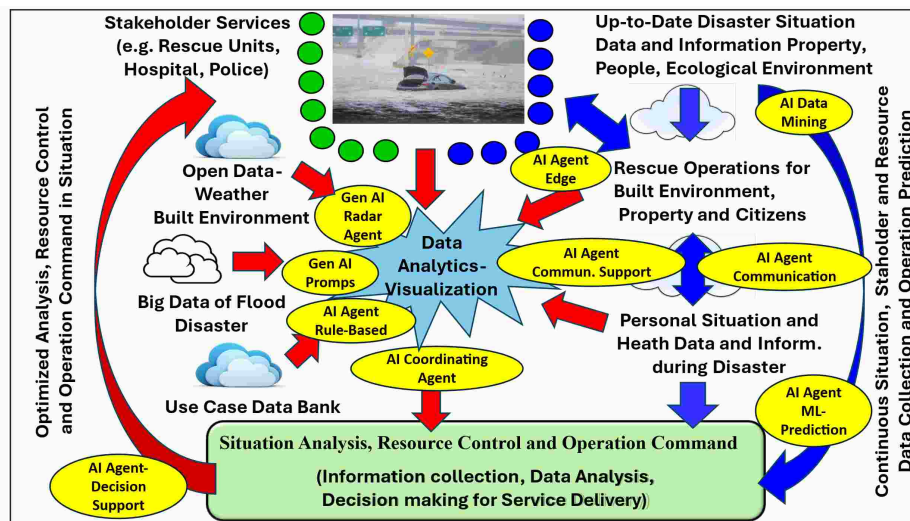 Stakeholder Services
(e.g. Rescue Units,
Hospital, Police)
Up-to-Date Disaster Situation
Data and Information Property,
People, Ecological Environment
AI Data
Mining
AI Agent
Edge
Open Data-
Weather
Built Environment
Gen AI
Radar
Agent
Rescue Operations for
Built Environment,
Property and Citizens
Data
Analytics-
Visualization
Gen AI
Promps
AI Agent
Commun. Support
AI Agent
Communication
Big Data of Flood
Disaster
AI Agent
Rule-Based
Personal Situation and
Heath Data and Inform.
during Disaster
AI Coordinating
Agent
Use Case Data Bank
AI Agent
ML-
Prediction
Situation Analysis, Resource Control and Operation Command
(Information collection, Data Analysis,
Decision making for Service Delivery)
AI Agent-
Decision
Support
Optimized Analysis, Resource Control
and Operation Command in Situation
Continuous Situation, Staholder and Resource
Data Collection and Operation Prediction